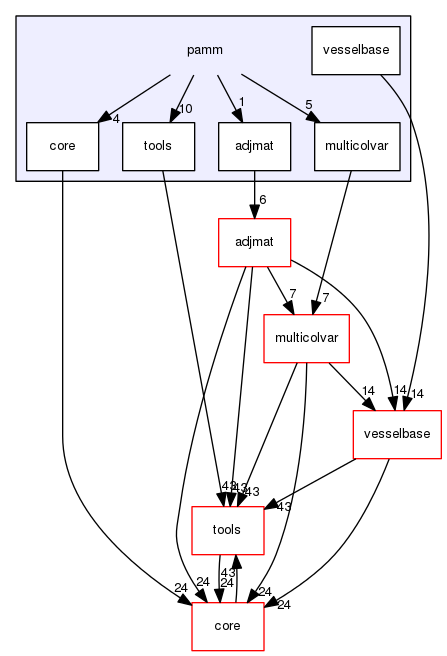 pamm
vesselbase
4
10
1
5
core
tools
adjmat
multicolvar
6
adjmat
7
7
multicolvar
14
14
14
vesselbase
43
43
43
43
tools
24
24
43
24
24
24
core